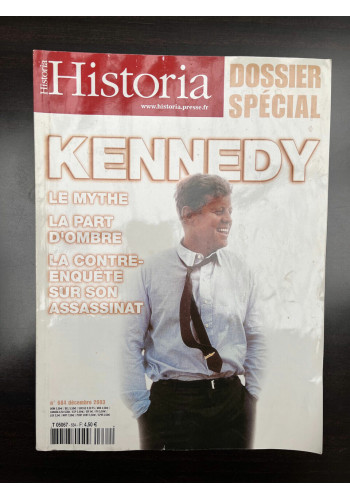 Historia
Historia
www.historia.presse.fr
DOSSIER
SPÉCIAL
KENNEDY
LE MYTHE
LA PART
D'OMBRE
LA CONTRE-
ENQUÊTE
SUR SON
ASSASSINAT
n° 684 décembre 2003
F: 4,50 €